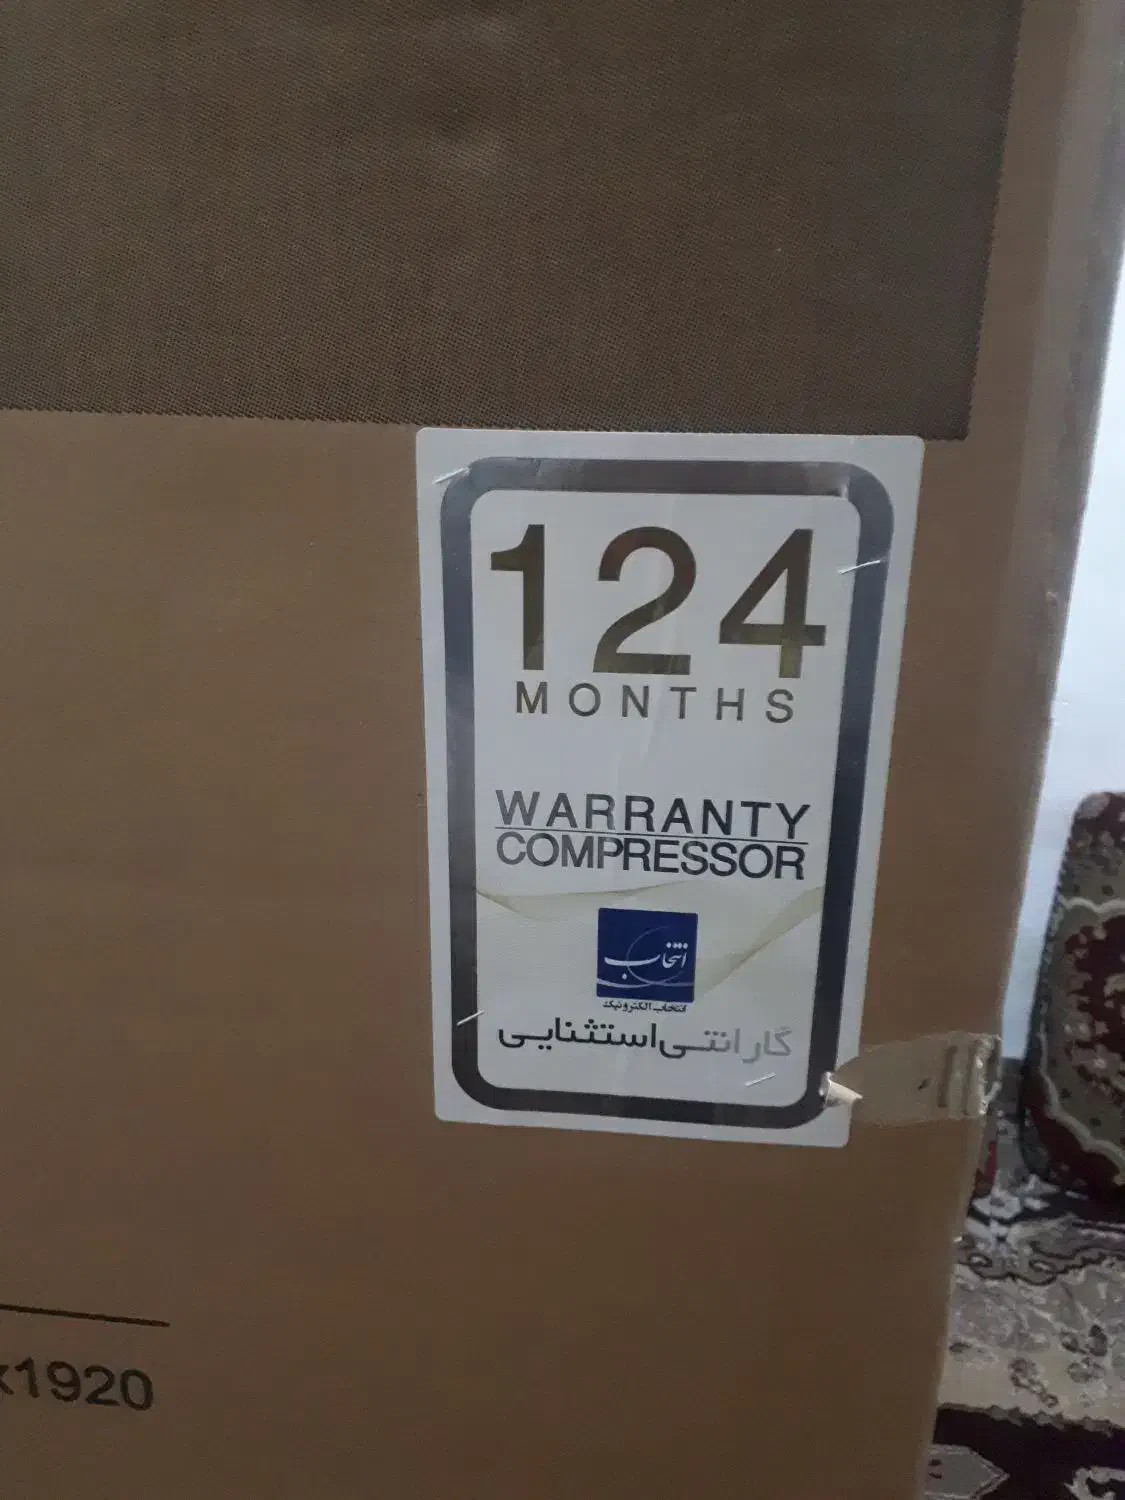 124
MONTHS
WARRANTY
COMPRESSOR
انتخاب
انتخاب الکترونیک
گارانتی استثنایی
x1920